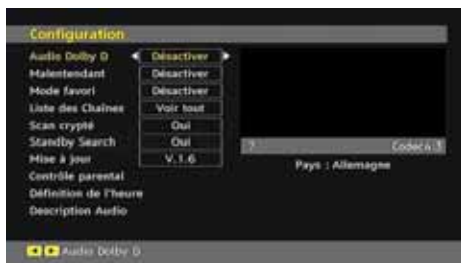 Configuration
Audio Dolby D Désactiver
Malentendant Désactiver
Mode favori Désactiver
Liste des Chaînes Voir tout
Scan crypté Oui
Standby Search Oui
Mise à jour V.1.6
Contrôle parental
Définition de l'heure
Description Audio
?
Pays : Allemagne
Audio Dolby D